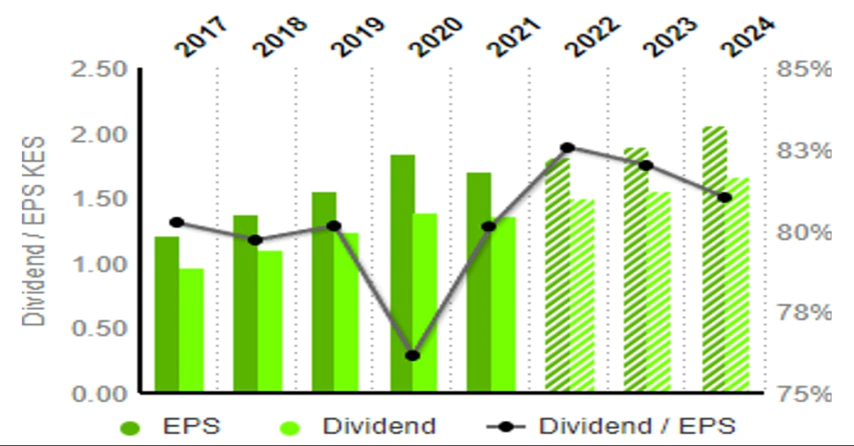 2017 2018 2019 2020 2021 2022 2023 2024
2.50 85%
2.00 83%
1.50 80%
1.00 78%
0.50 75%
0.00
Dividend / EPS KES
EPS Dividend Dividend / EPS